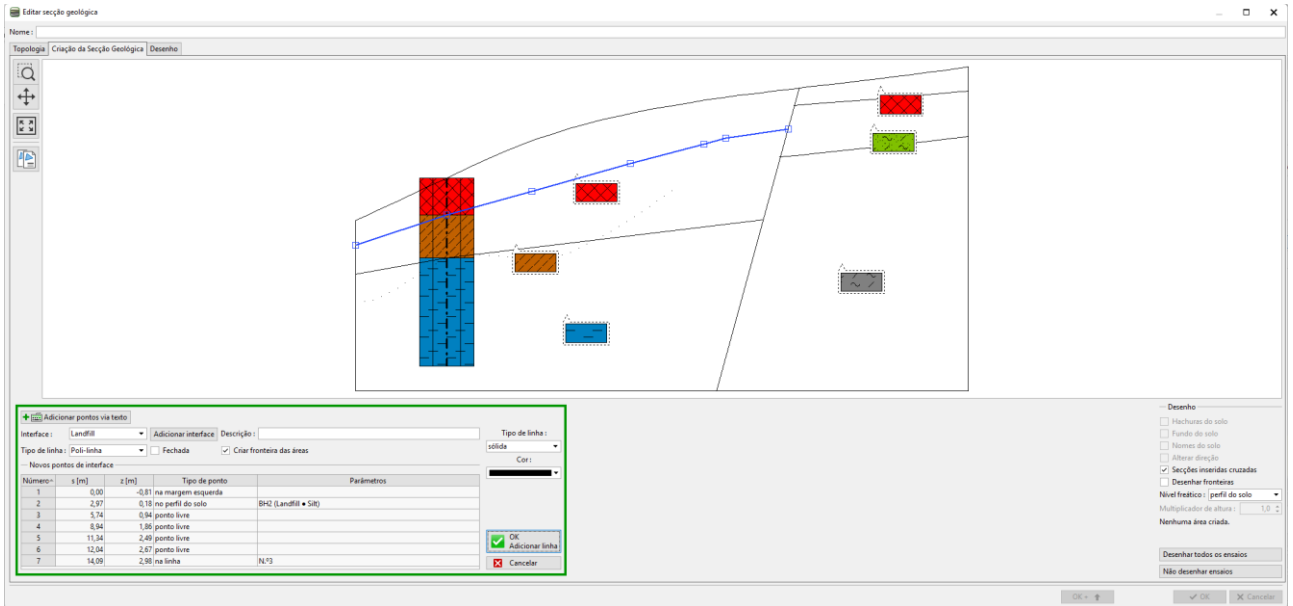 Editar secção geológica
Nome :
Topologia Criação da Secção Geológica Desenho
+ Adicionar pontos via texto
Interface : Landfill Adicionar interface Descrição :
Tipo de linha : Poli-linha Fechada Criar fronteira das áreas
Novos pontos de interface
Número s [m] z [m] Tipo de ponto Parâmetros
1 0,00 -0,81 na margem esquerda
2 2,97 0,18 no perfil do solo BH2 (Landfill ● Silt)
3 5,74 0,94 ponto livre
4 8,94 1,86 ponto livre
5 11,34 2,49 ponto livre
6 12,04 2,67 ponto livre
7 14,09 2,98 na linha N.º3
Tipo de linha :
sólida
Cor :
OK
Adicionar linha
Cancelar
Desenho
Hachuras do solo
Fundo do solo
Nomes do solo
Alterar direção
Secções inseridas cruzadas
Desenhar fronteiras
Nível freático : perfil do solo
Multiplicador de altura : 1,0
Nenhuma área criada.
Desenhar todos os ensaios
Não desenhar ensaios
OK + OK Cancelar